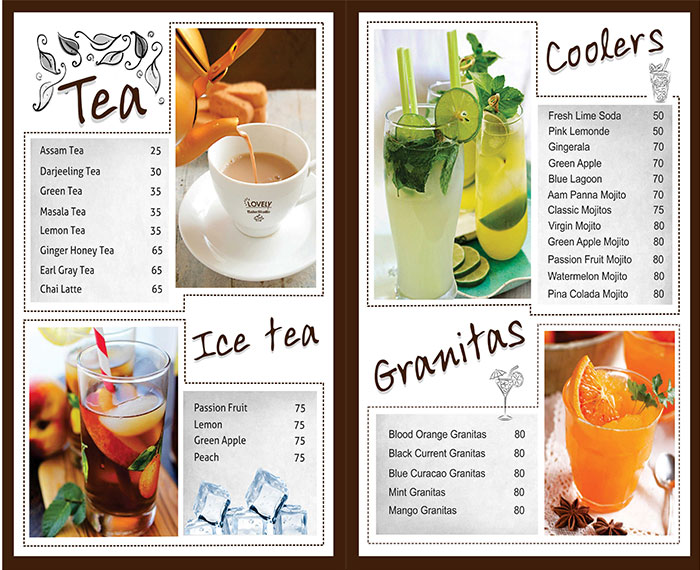 Tea
Assam Tea 25
Darjeeling Tea 30
Green Tea 35
Masala Tea 35
Lemon Tea 35
Ginger Honey Tea 65
Earl Gray Tea 65
Chai Latte 65
LOVELY
Ice tea
Passion Fruit 75
Lemon 75
Green Apple 75
Peach 75
Coolers
Fresh Lime Soda 50
Pink Lemonde 50
Gingerala 70
Green Apple 70
Blue Lagoon 70
Aam Panna Mojito 70
Classic Mojitos 75
Virgin Mojito 80
Green Apple Mojito 80
Passion Fruit Mojito 80
Watermelon Mojito 80
Pina Colada Mojito 80
Granitas
Blood Orange Granitas 80
Black Current Granitas 80
Blue Curacao Granitas 80
Mint Granitas 80
Mango Granitas 80